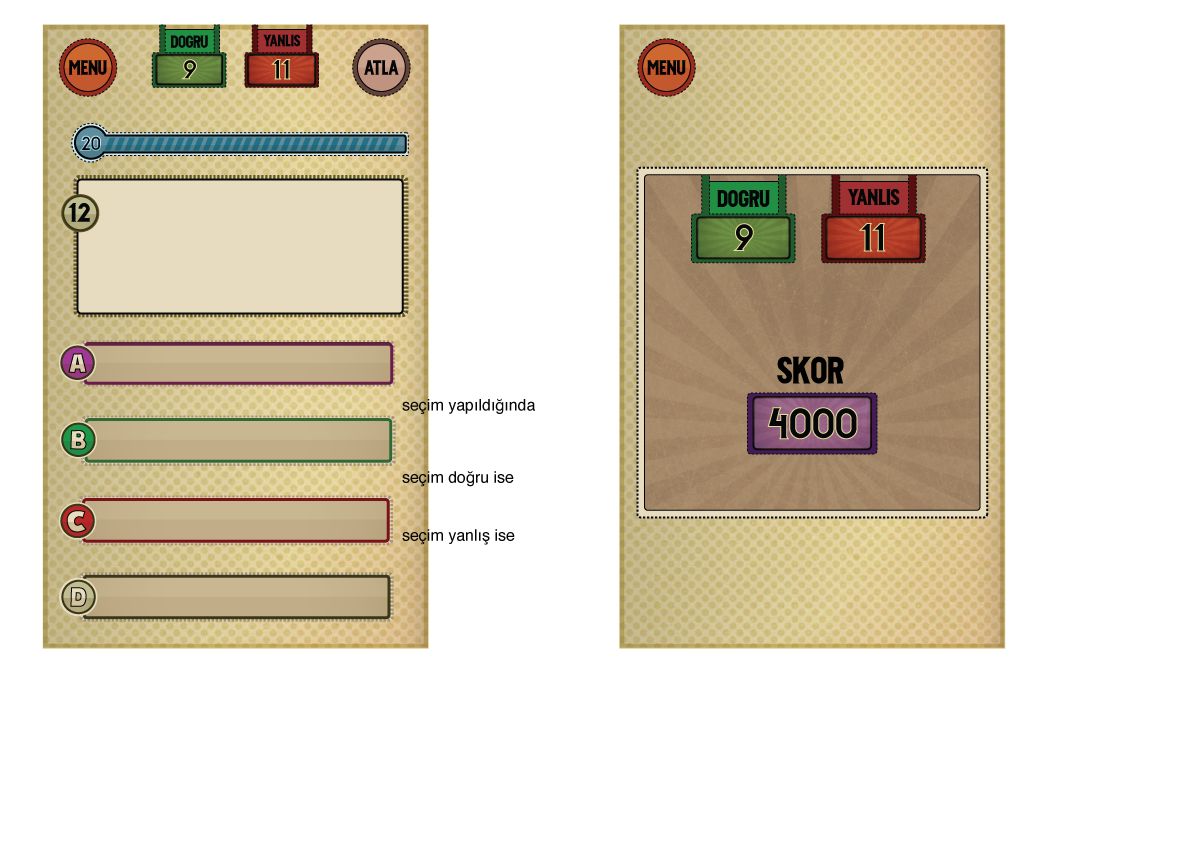 MENU
DOGRU
9
YANLIS
11
ATLA
20
12
A
seçim yapıldığında
B
seçim doğru ise
C
seçim yanlış ise
D
MENU
DOGRU
9
YANLIS
11
SKOR
4000